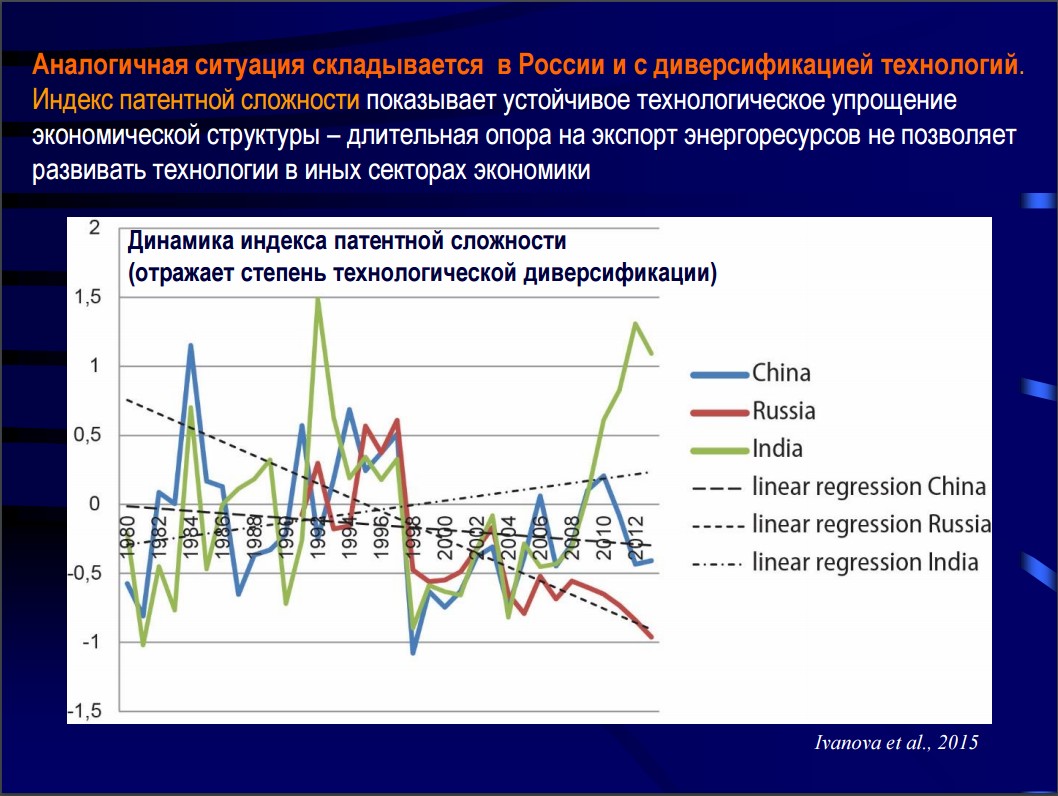 Аналогичная ситуация складывается в России и с диверсификацией технологий.
Индекс патентной сложности показывает устойчивое технологическое упрощение
экономической структуры – длительная опора на экспорт энергоресурсов не позволяет
развивать технологии в иных секторах экономики
Динамика индекса патентной сложности
(отражает степень технологической диверсификации)
2
1,5
1
0,5
0
-0,5
-1
-1,5
1980
1982
1984
1986
1988
1990
1992
1994
1996
1998
2000
2002
2004
2006
2008
2010
2012
China
Russia
India
linear regression China
linear regression Russia
linear regression India
Ivanova et al., 2015